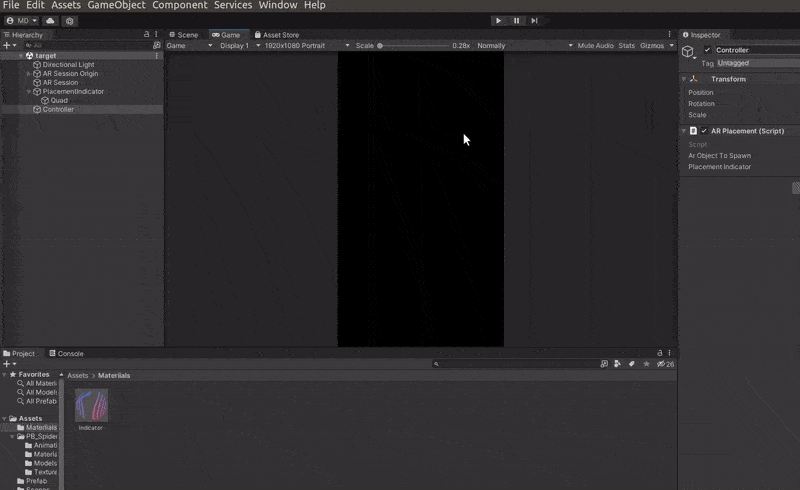 File Edit Assets GameObject Component Services Window Help
MD
Hierarchy
All
target
Directional Light
AR Session Origin
AR Session
PlacementIndicator
Quad
Controller
Scene Game Asset Store
Game Display 1 1920x1080 Portrait Scale 0.28x Normally Mute Audio Stats Gizmos
Inspector
Controller
Tag Untagged
Transform
Position
Rotation
Scale
AR Placement (Script)
Script
Ar Object To Spawn
Placement Indicator
Project Console
26
Favorites
All Materi
All Model
All Prefab
Assets
Materiials
PB_Spider
Animati
Materia
Models
Texture
Prefab
Scenes
Assets > Materiials
Indicator